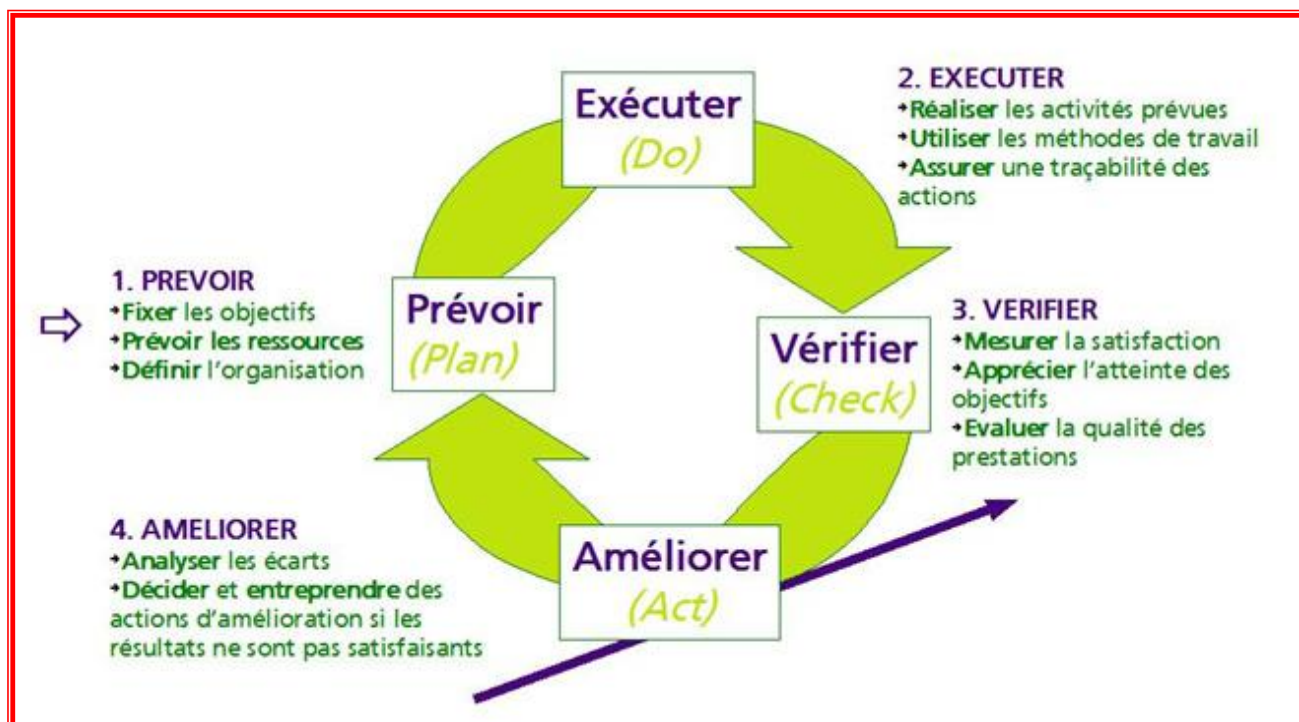 Exécuter
(Do)
2. EXECUTER
Réaliser les activités prévues
Utiliser les méthodes de travail
Assurer une traçabilité des
actions
1. PREVOIR
Fixer les objectifs
Prévoir les ressources
Définir l'organisation
Prévoir
(Plan)
Vérifier
(Check)
3. VERIFIER
Mesurer la satisfaction
Apprécier l'atteinte des
objectifs
Evaluer la qualité des
prestations
4. AMELIORER
Analyser les écarts
Décider et entreprendre des
actions d'amélioration si les
résultats ne sont pas satisfaisants
Améliorer
(Act)